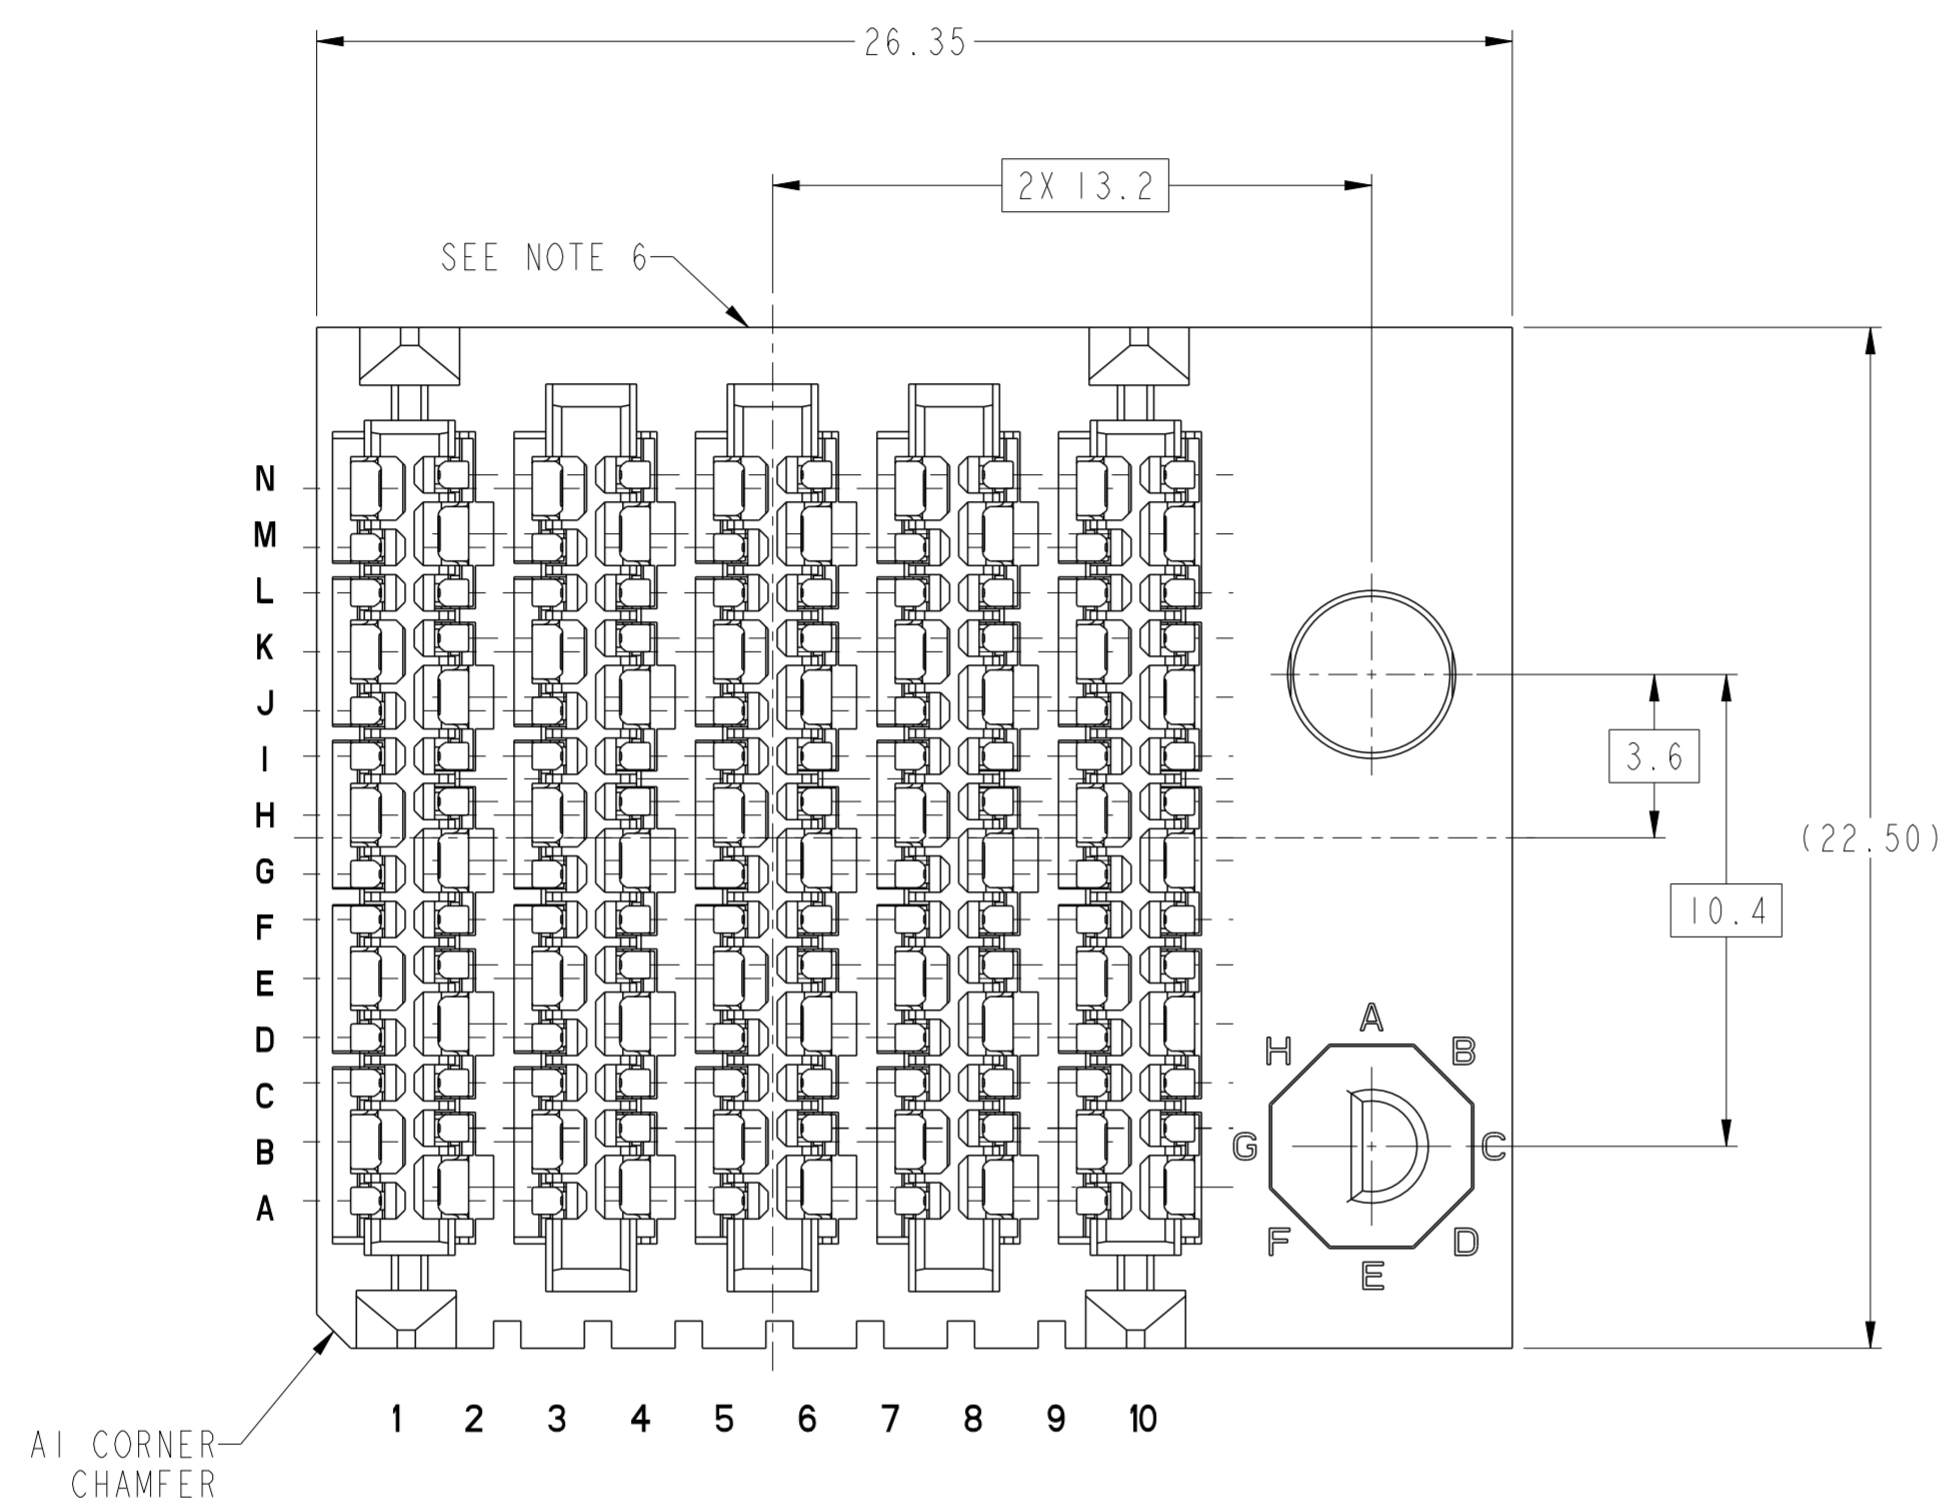 26.35
2X 13.2
SEE NOTE 6
N
M
L
K
J
I
H
G
F
E
D
C
B
A
3.6
(22.50)
10.4
A
H B
G C
F D
E
1 2 3 4 5 6 7 8 9 10
A1 CORNER
CHAMFER